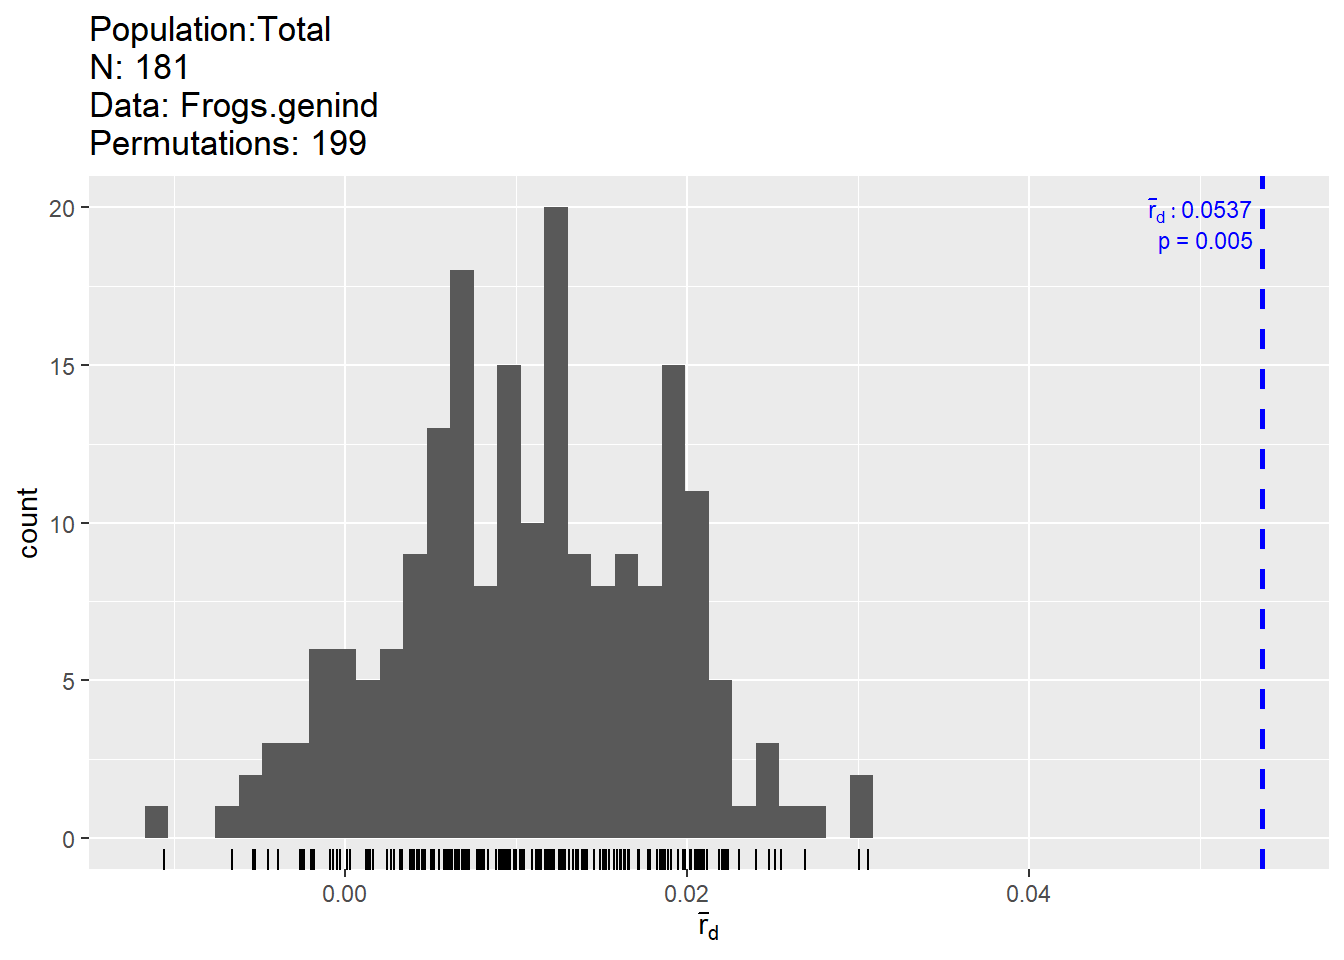 Population:Total
N: 181
Data: Frogs.genind
Permutations: 199
r̄d : 0.0537
p = 0.005
20
15
10
5
0
count
0.00
0.02
0.04
r̄d